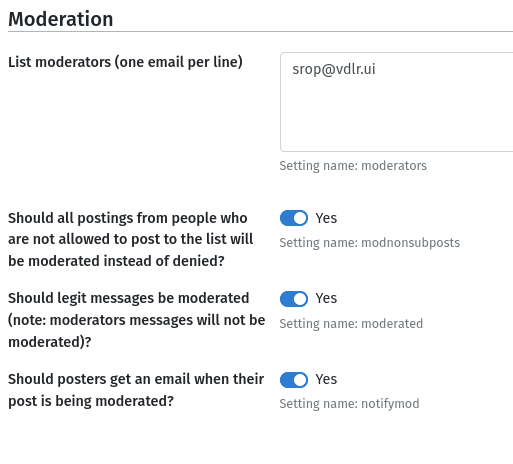 Moderation
List moderators (one email per line)
srop@vdlr.ui
Setting name: moderators
Should all postings from people who
are not allowed to post to the list will
be moderated instead of denied?
Yes
Setting name: modnonsubposts
Should legit messages be moderated
(note: moderators messages will not be
moderated)?
Yes
Setting name: moderated
Should posters get an email when their
post is being moderated?
Yes
Setting name: notifymod